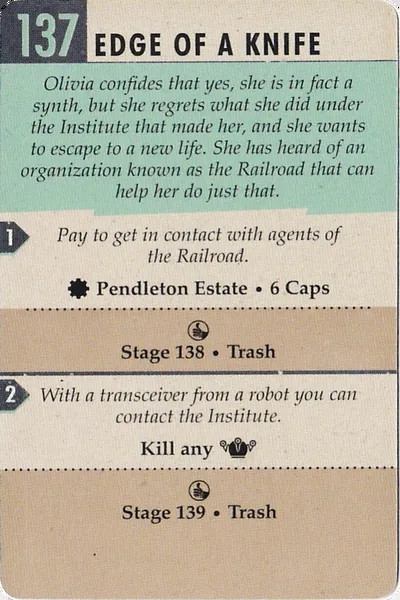 137 EDGE OF A KNIFE
Olivia confides that yes, she is in fact a
synth, but she regrets what she did under
the Institute that made her, and she wants
to escape to a new life. She has heard of an
organization known as the Railroad that can
help her do just that.
1
Pay to get in contact with agents of
the Railroad.
Pendleton Estate • 6 Caps
Stage 138 • Trash
2
With a transceiver from a robot you can
contact the Institute.
Kill any
Stage 139 • Trash